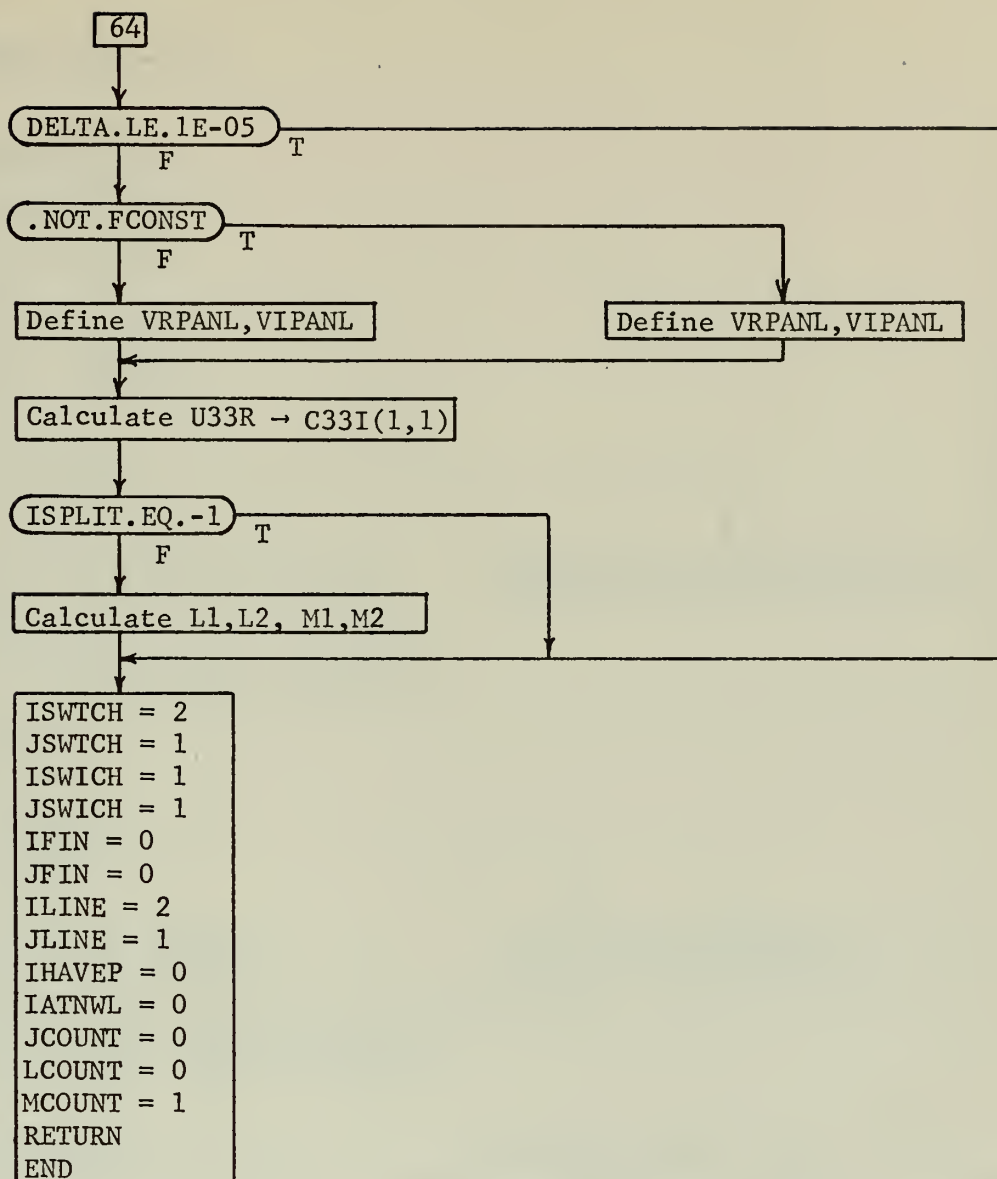 64
DELTA.LE.1E-05
T
F
.NOT.FCONST
T
F
Define VRPANL,VIPANL
Define VRPANL,VIPANL
Calculate U33R → C33I(1,1)
ISPLIT.EQ.-1
T
F
Calculate L1,L2, M1,M2
ISWTCH = 2
JSWTCH = 1
ISWICH = 1
JSWICH = 1
IFIN = 0
JFIN = 0
ILINE = 2
JLINE = 1
IHAVEP = 0
IATNWL = 0
JCOUNT = 0
LCOUNT = 0
MCOUNT = 1
RETURN
END